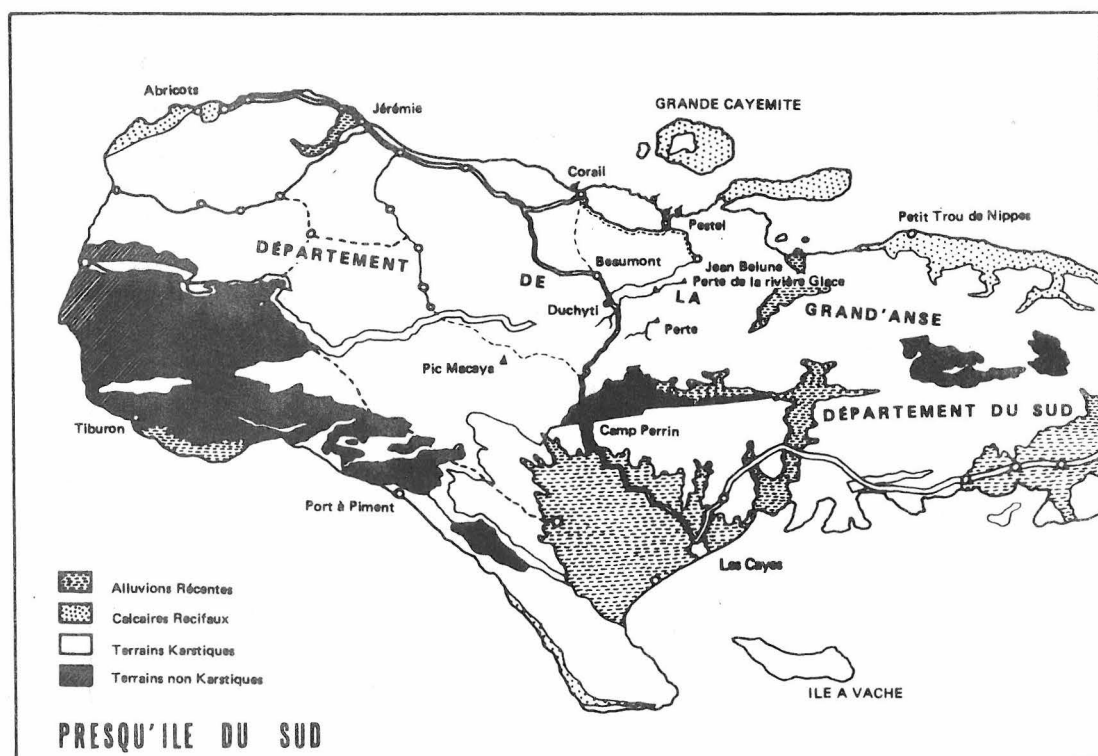 Abricots
Jérémie
GRANDE CAYEMITE
Corail
Pestel
Petit Trou de Nippes
DÉPARTEMENT
DE
LA
GRAND'ANSE
Beaumont
Jean Belune
Perte de la rivière Glace
Duchyti
Perte
Pic Macaya
DÉPARTEMENT DU SUD
Tiburon
Camp Perrin
Port à Piment
Les Cayes
Alluvions Récentes
Calcaires Recifaux
Terrains Karstiques
Terrains non Karstiques
ILE A VACHE
PRESQU'ILE DU SUD